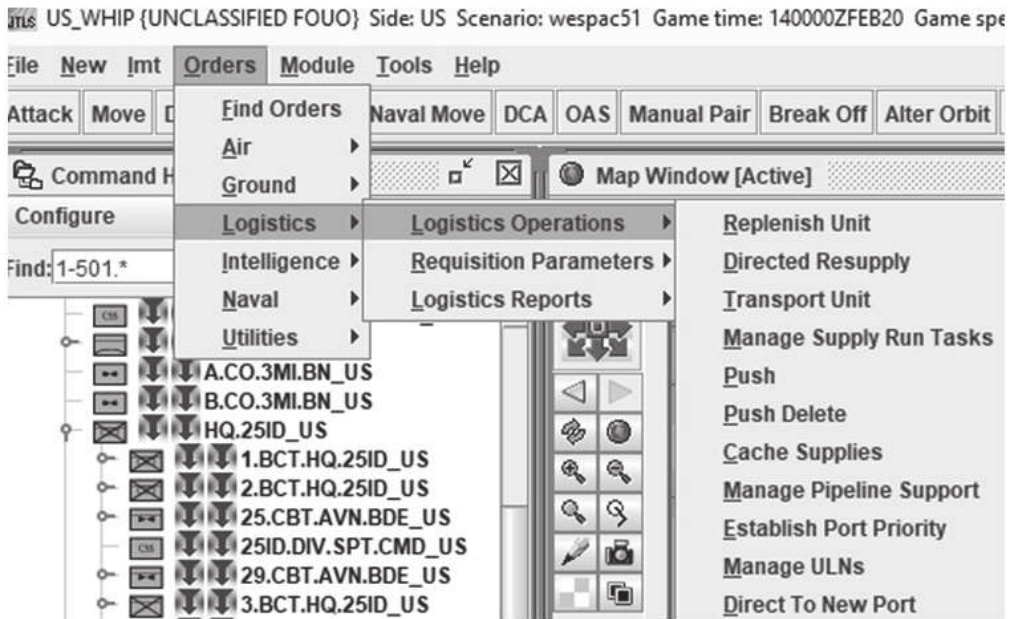 JTLS US_WHIP {UNCLASSIFIED FOUO} Side: US Scenario: wespac51 Game time: 140000ZFEB20 Game spe
File New Imt Orders Module Tools Help
Attack Move D Naval Move DCA OAS Manual Pair Break Off Alter Orbit
Find Orders
Air
Ground
Logistics
Intelligence
Naval
Utilities
Logistics Operations
Requisition Parameters
Logistics Reports
Replenish Unit
Directed Resupply
Transport Unit
Manage Supply Run Tasks
Push
Push Delete
Cache Supplies
Manage Pipeline Support
Establish Port Priority
Manage ULNs
Direct To New Port
Command H
Configure
Find: 1-501.*
CSS
A.CO.3MI.BN_US
B.CO.3MI.BN_US
HQ.25ID_US
1.BCT.HQ.25ID_US
2.BCT.HQ.25ID_US
25.CBT.AVN.BDE_US
CSS 25ID.DIV.SPT.CMD_US
29.CBT.AVN.BDE_US
3.BCT.HQ.25ID_US
Map Window [Active]